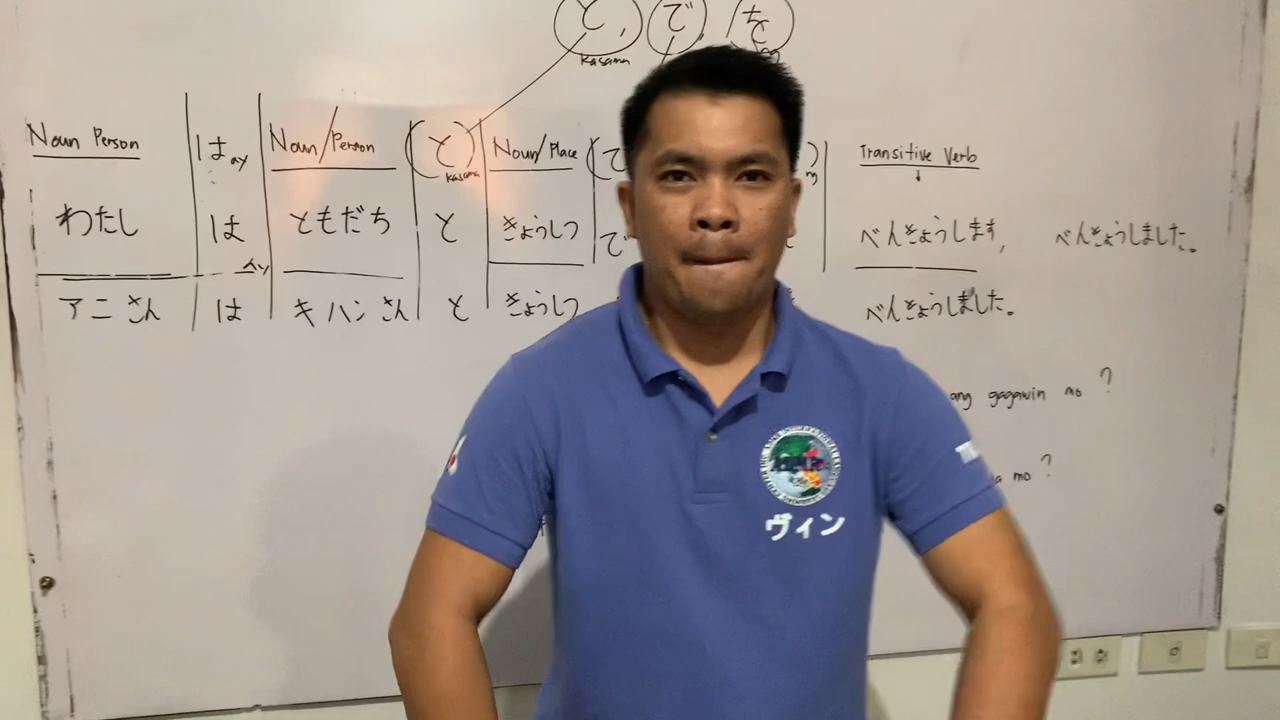 と, で を
kasama
Noun Person は ay Noun/Person (と) kasama Noun/Place Transitive Verb
わたし は ともだち と きょうしつ で べんきょうします, べんきょうしました。
アニさん は キハンさん と きょうしつ べんきょうしました。
ang gagawin mo?
mo?
ヴィン